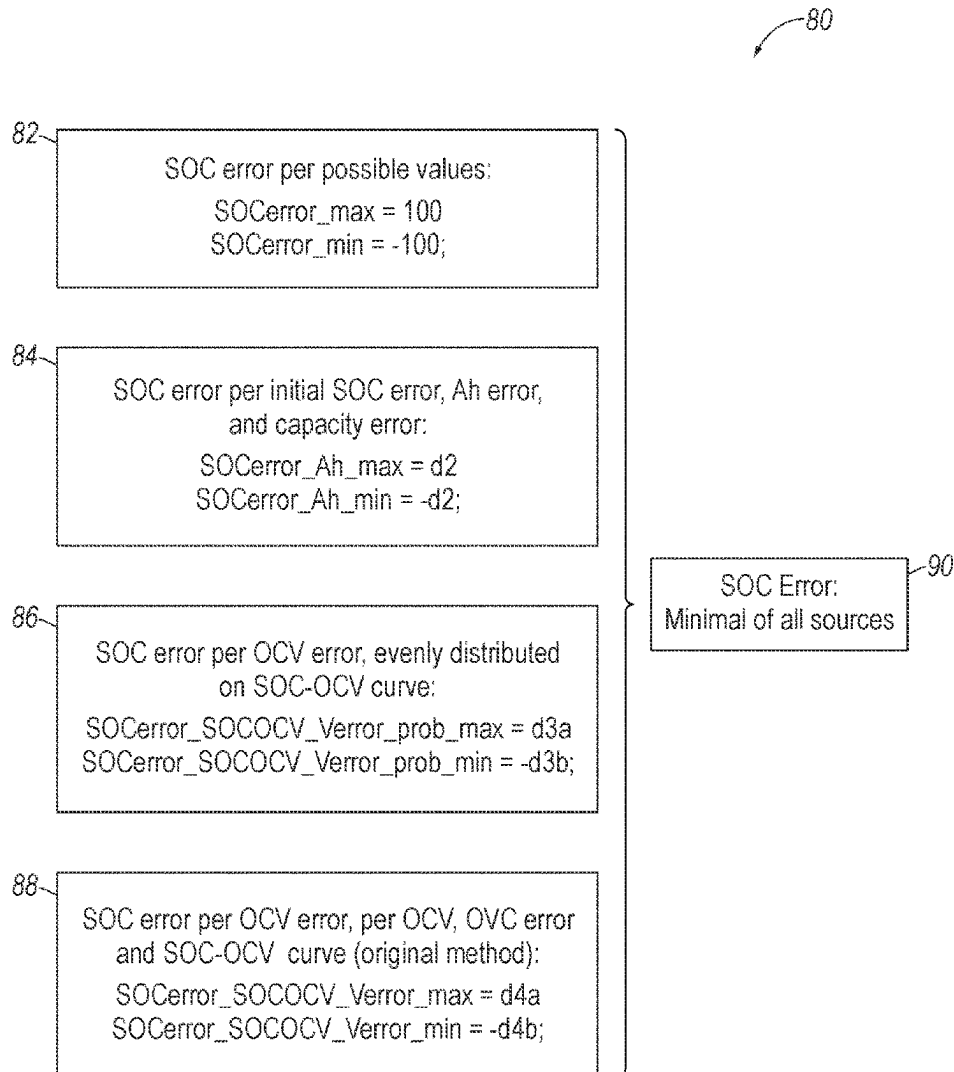 80
82
SOC error per possible values:
SOCerror_max = 100
SOCerror_min = -100;
84
SOC error per initial SOC error, Ah error,
and capacity error:
SOCerror_Ah_max = d2
SOCerror_Ah_min = -d2;
86
SOC error per OCV error, evenly distributed
on SOC-OCV curve:
SOCerror_SOCOCV_Verror_prob_max = d3a
SOCerror_SOCOCV_Verror_prob_min = -d3b;
88
SOC error per OCV error, per OCV, OVC error
and SOC-OCV curve (original method):
SOCerror_SOCOCV_Verror_max = d4a
SOCerror_SOCOCV_Verror_min = -d4b;
90
SOC Error:
Minimal of all sources